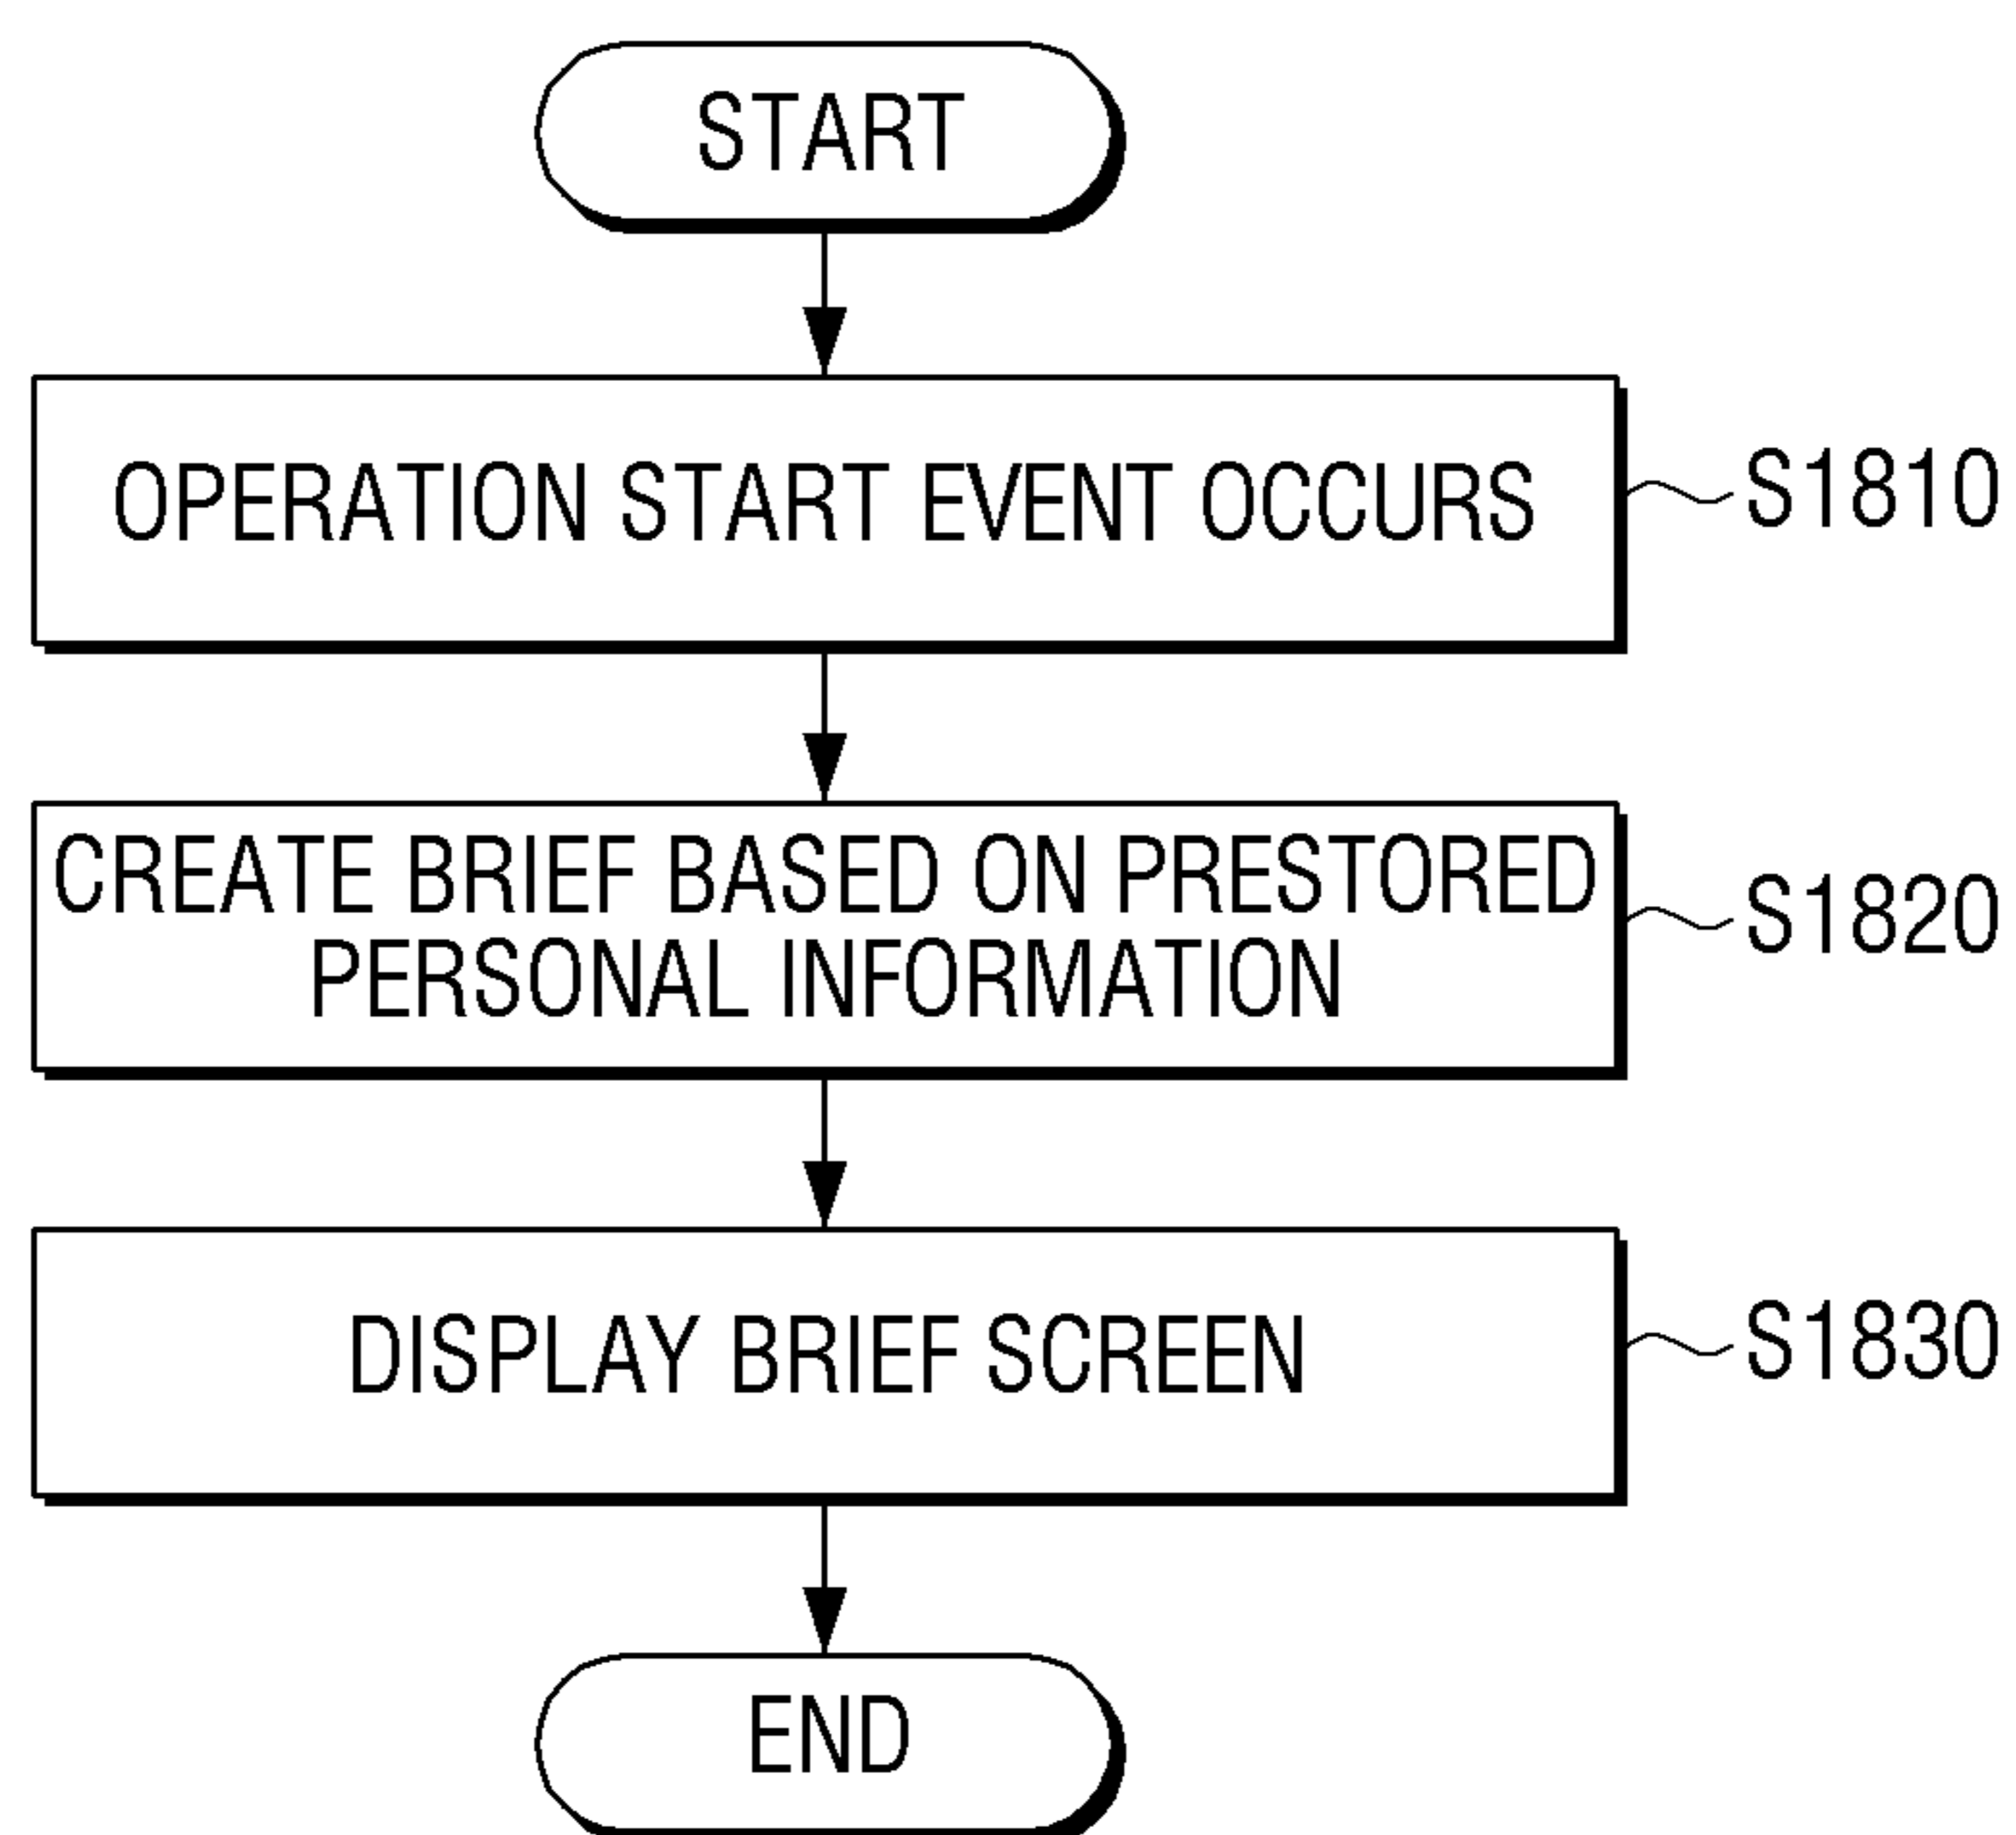 START
OPERATION START EVENT OCCURS
S1810
CREATE BRIEF BASED ON PRESTORED
PERSONAL INFORMATION
S1820
DISPLAY BRIEF SCREEN
S1830
END